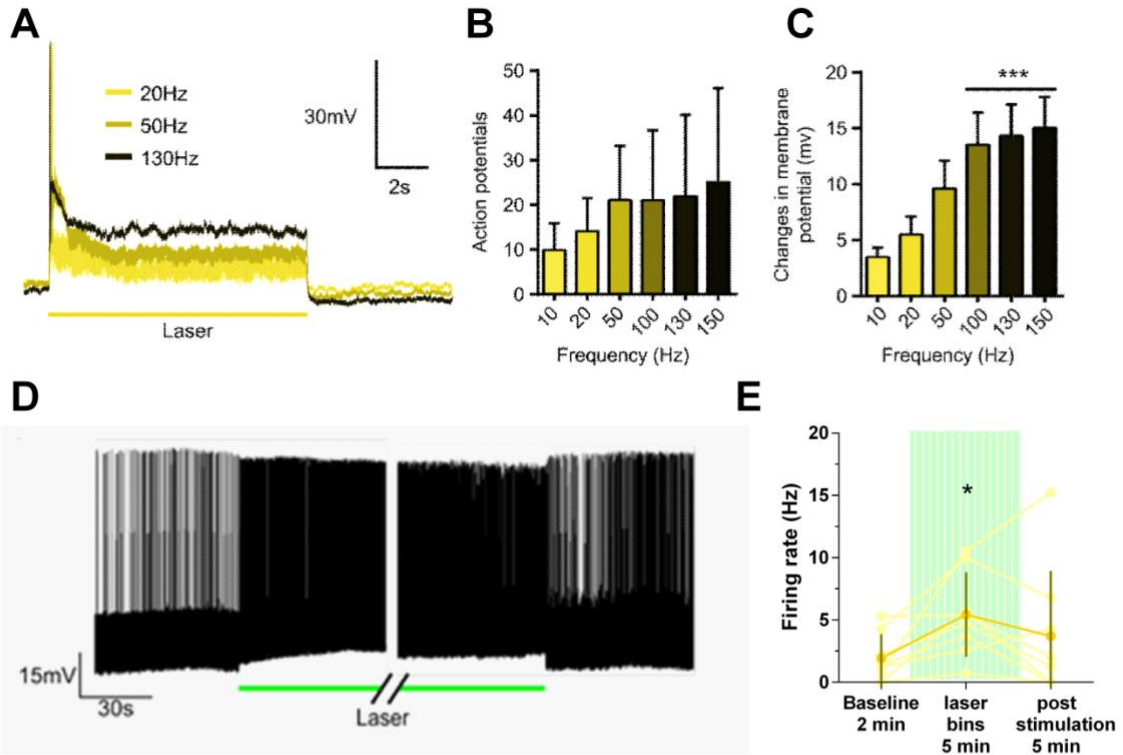 A
20Hz
50Hz
130Hz
30mV
2s
Laser
B
Action potentials
50
40
30
20
10
0
10
20
50
100
130
150
Frequency (Hz)
C
Changes in membrane
potential (mv)
20
15
10
5
0
***
10
20
50
100
130
150
Frequency (Hz)
D
15mV
30s
Laser
E
Firing rate (Hz)
20
15
10
5
0
*
Baseline
2 min
laser
bins
5 min
post
stimulation
5 min